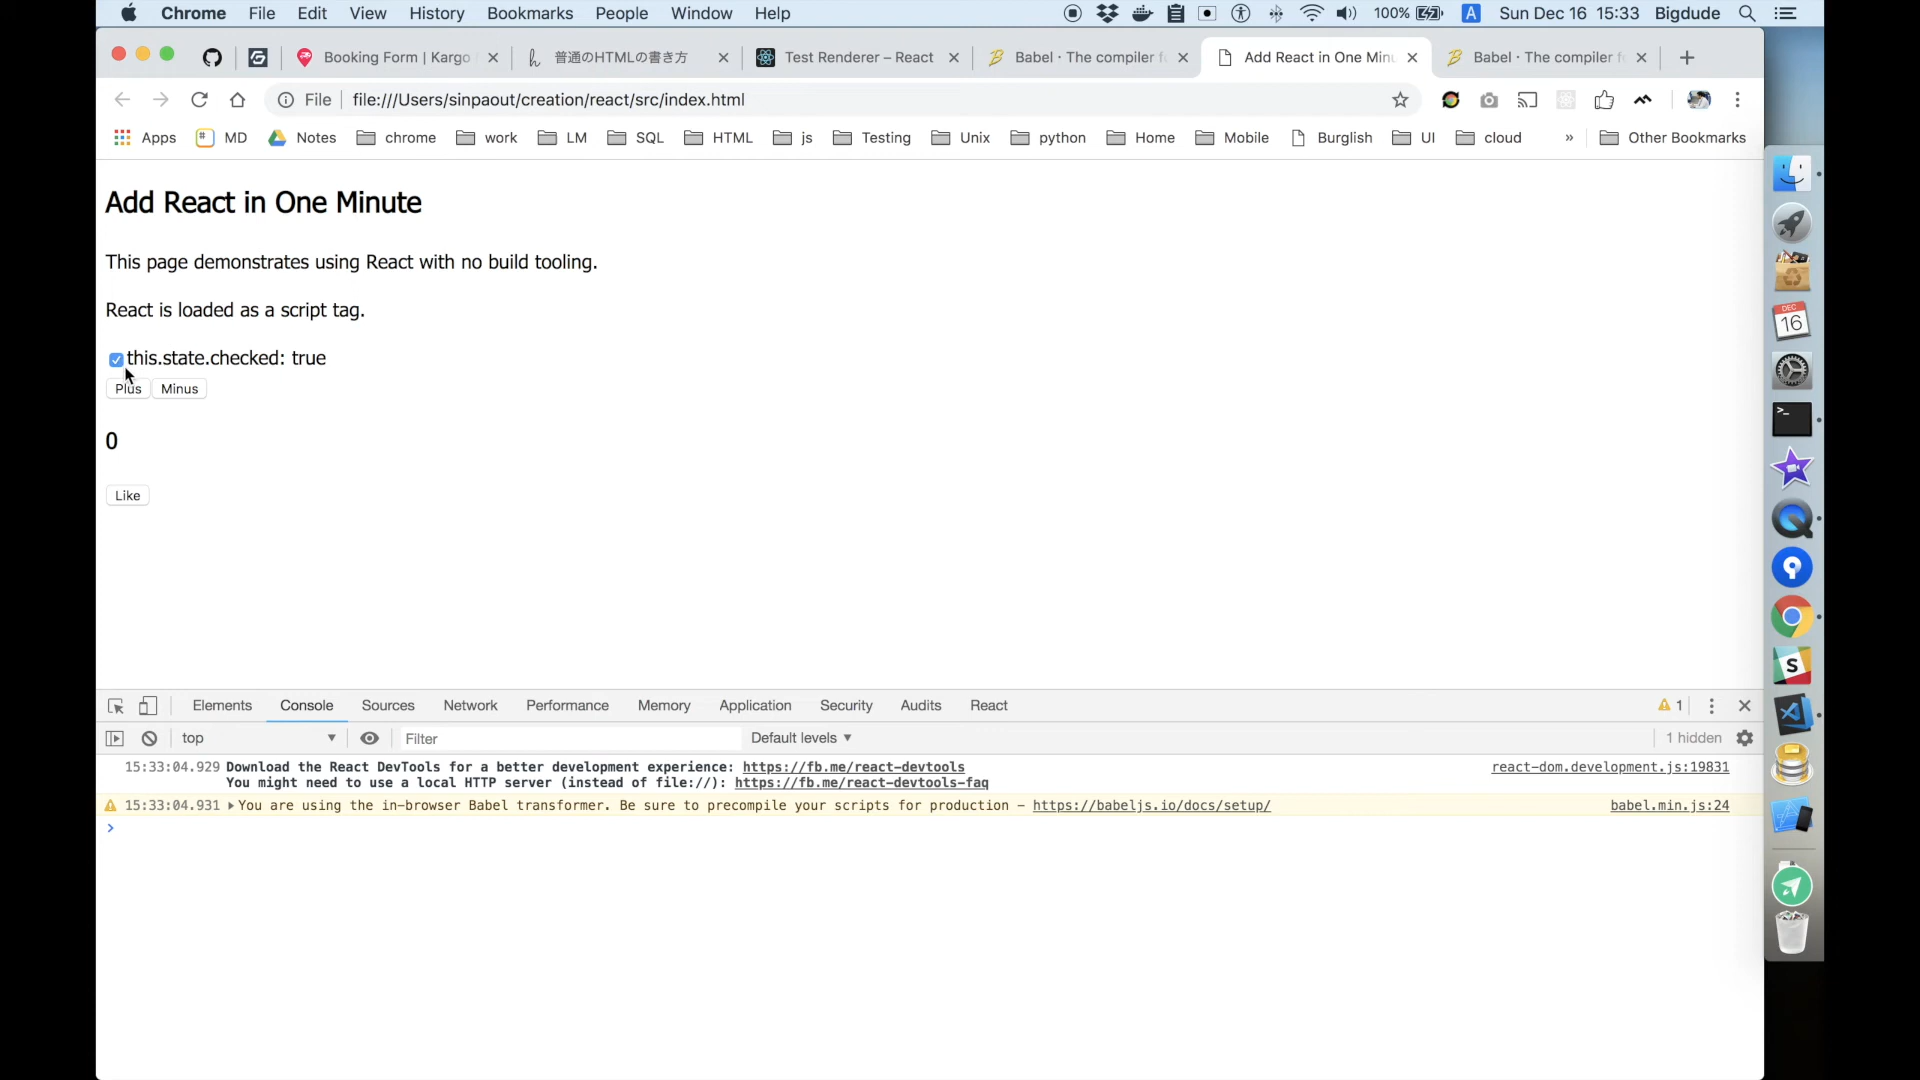 Chrome File Edit View History Bookmarks People Window Help 100% A Sun Dec 16 15:33 Bigdude
Booking Form | Kargo 普通のHTMLの書き方 Test Renderer – React Babel · The compiler f Add React in One Minu Babel · The compiler f
File file:///Users/sinpaout/creation/react/src/index.html
Apps MD Notes chrome work LM SQL HTML js Testing Unix python Home Mobile Burglish UI cloud » Other Bookmarks
Add React in One Minute
This page demonstrates using React with no build tooling.
React is loaded as a script tag.
this.state.checked: true
Plus Minus
0
Like
DEC
16
Elements Console Sources Network Performance Memory Application Security Audits React 1
top Filter Default levels 1 hidden
15:33:04.929 Download the React DevTools for a better development experience: https://fb.me/react-devtools react-dom.development.js:19831
You might need to use a local HTTP server (instead of file://): https://fb.me/react-devtools-faq
15:33:04.931 You are using the in-browser Babel transformer. Be sure to precompile your scripts for production – https://babeljs.io/docs/setup/ babel.min.js:24